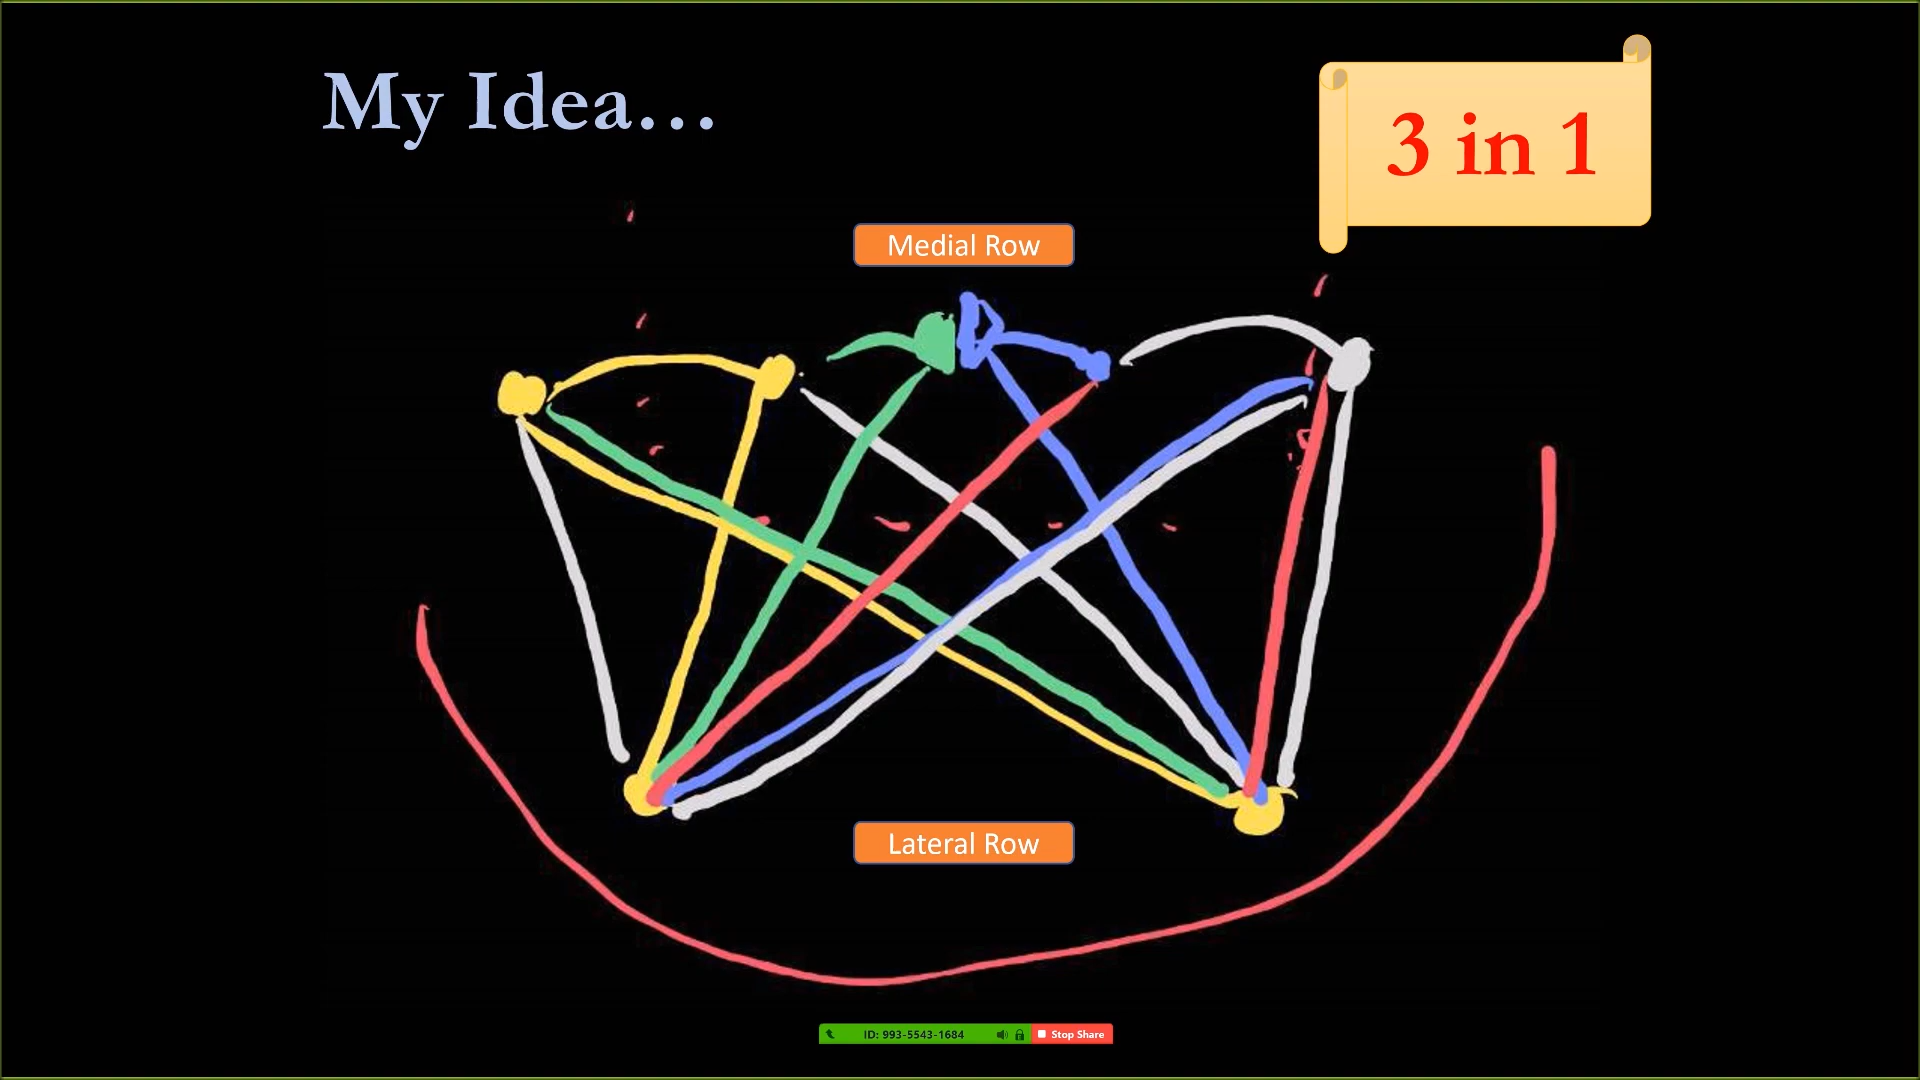 My Idea...
3 in 1
Medial Row
Lateral Row
ID: 993-5543-1684
Stop Share